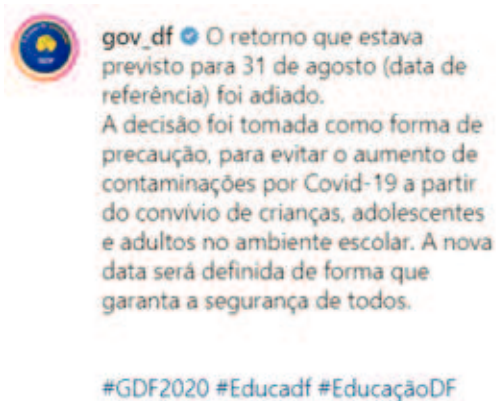 gov_df O retorno que estava
previsto para 31 de agosto (data de
referência) foi adiado.
A decisão foi tomada como forma de
precaução, para evitar o aumento de
contaminações por Covid-19 a partir
do convívio de crianças, adolescentes
e adultos no ambiente escolar. A nova
data será definida de forma que
garanta a segurança de todos.
#GDF2020 #Educadf #EducaçãoDF